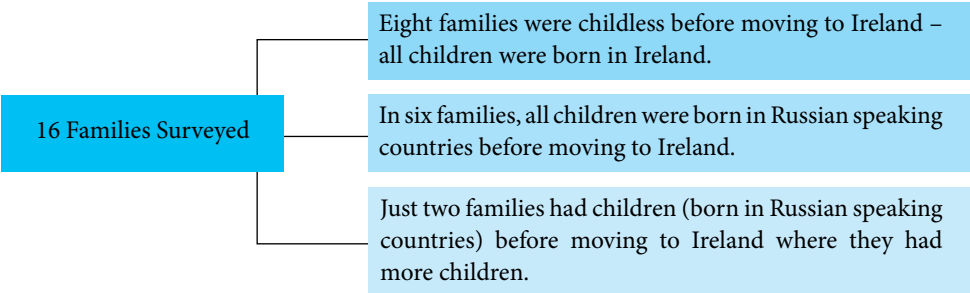 16 Families Surveyed
Eight families were childless before moving to Ireland –
all children were born in Ireland.
In six families, all children were born in Russian speaking
countries before moving to Ireland.
Just two families had children (born in Russian speaking
countries) before moving to Ireland where they had
more children.